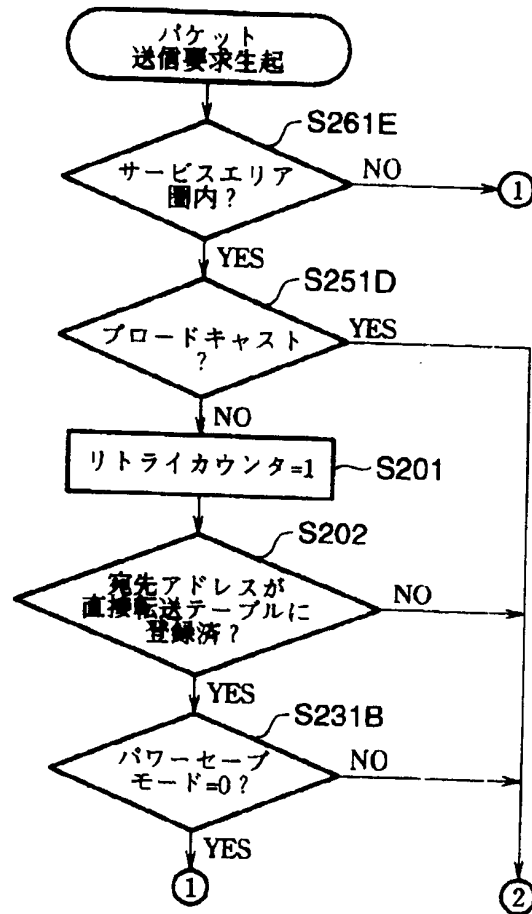 パケット
送信要求生起
S261E
サービスエリア
圏内?
NO
①
YES
S251D
ブロードキャスト
?
YES
NO
リトライカウンタ=1
S201
S202
宛先アドレスが
直接転送テーブルに
登録済?
NO
YES
S231B
パワーセーブ
モード=0?
NO
YES
①
②